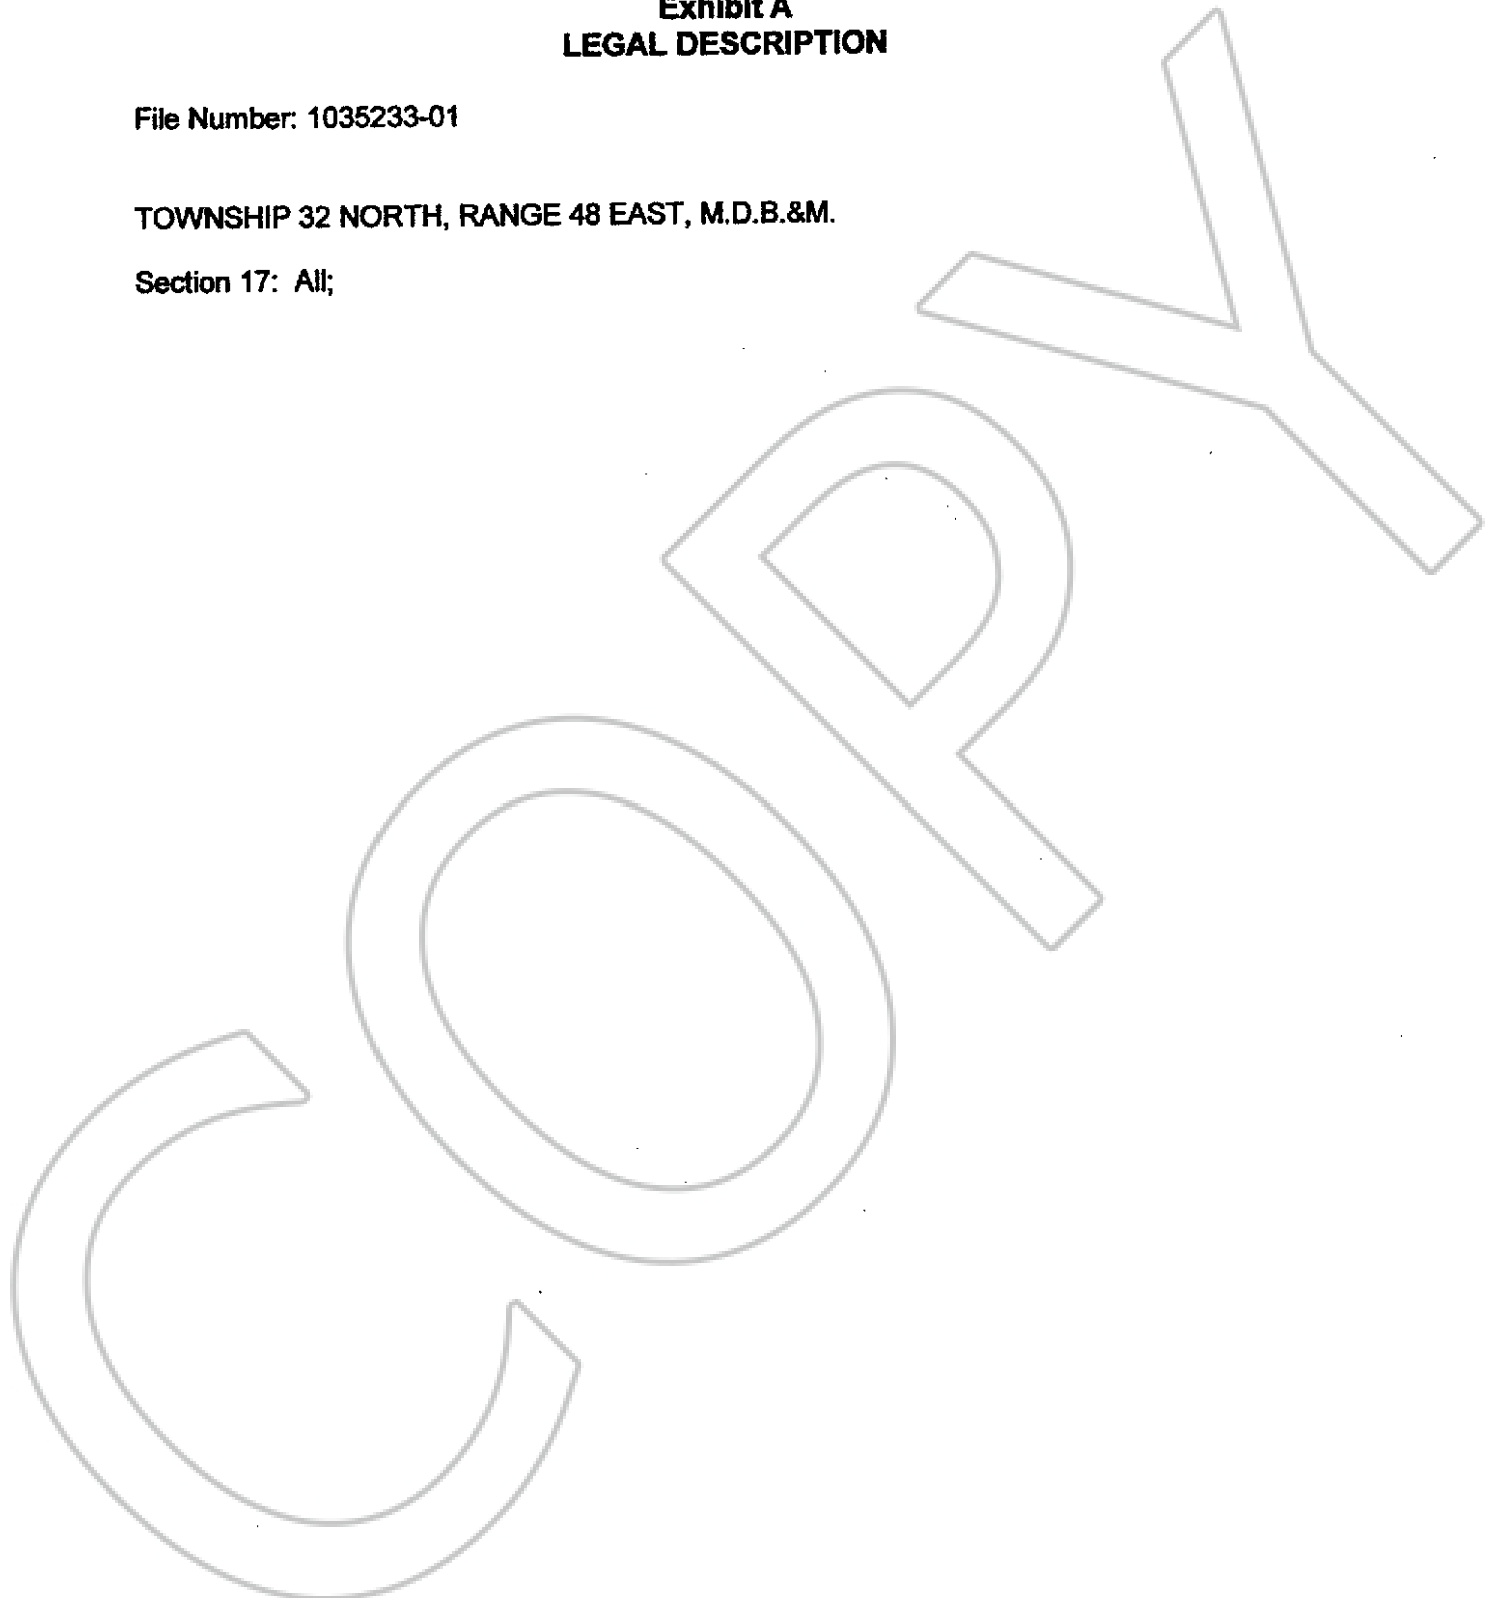 Exhibit A
LEGAL DESCRIPTION
File Number: 1035233-01
TOWNSHIP 32 NORTH, RANGE 48 EAST, M.D.B.&M.
Section 17: All;
COPY